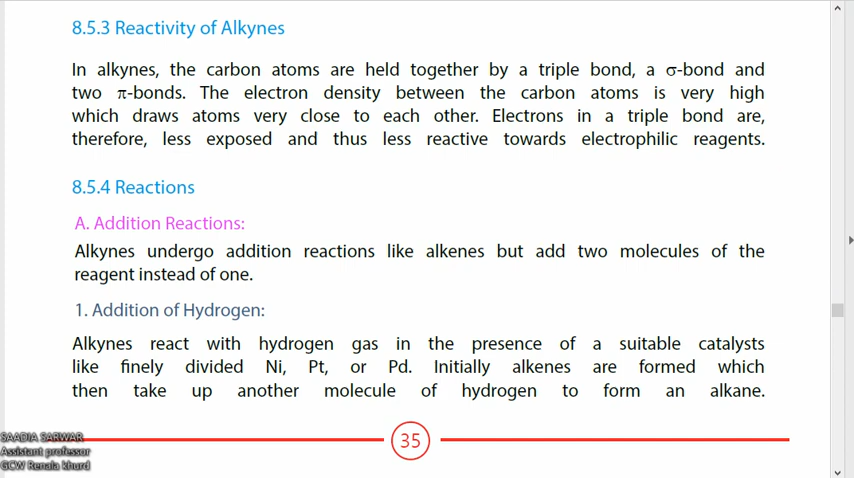 8.5.3 Reactivity of Alkynes
In alkynes, the carbon atoms are held together by a triple bond, a σ-bond and
two π-bonds. The electron density between the carbon atoms is very high
which draws atoms very close to each other. Electrons in a triple bond are,
therefore, less exposed and thus less reactive towards electrophilic reagents.
8.5.4 Reactions
A. Addition Reactions:
Alkynes undergo addition reactions like alkenes but add two molecules of the
reagent instead of one.
1. Addition of Hydrogen:
Alkynes react with hydrogen gas in the presence of a suitable catalysts
like finely divided Ni, Pt, or Pd. Initially alkenes are formed which
then take up another molecule of hydrogen to form an alkane.
35
SAADIA SARWAR
Assistant professor
GCW Renala khurd